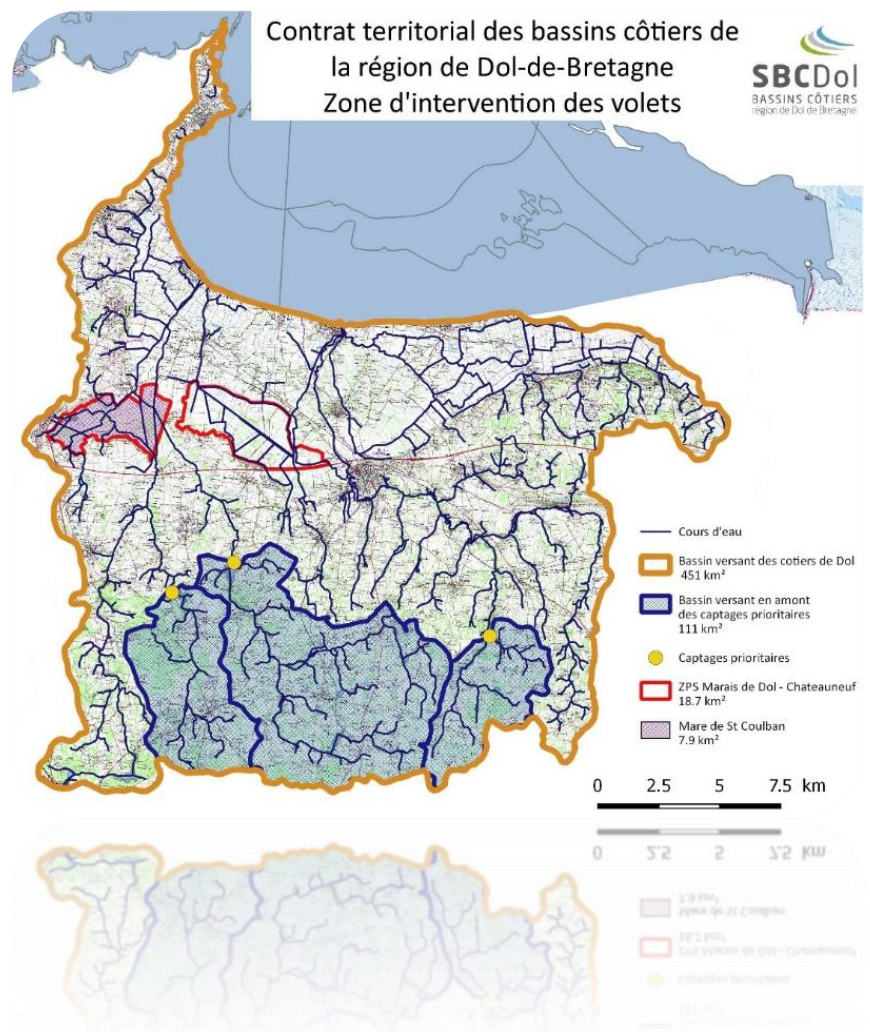 Contrat territorial des bassins côtiers de
la région de Dol-de-Bretagne
Zone d'intervention des volets
SBCDol
BASSINS CÔTIERS
région de Dol de Bretagne
Cours d'eau
Bassin versant des cotiers de Dol
451 km²
Bassin versant en amont
des captages prioritaires
111 km²
Captages prioritaires
ZPS Marais de Dol - Chateauneuf
18.7 km²
Mare de St Coulban
7.9 km²
0 2.5 5 7.5 km